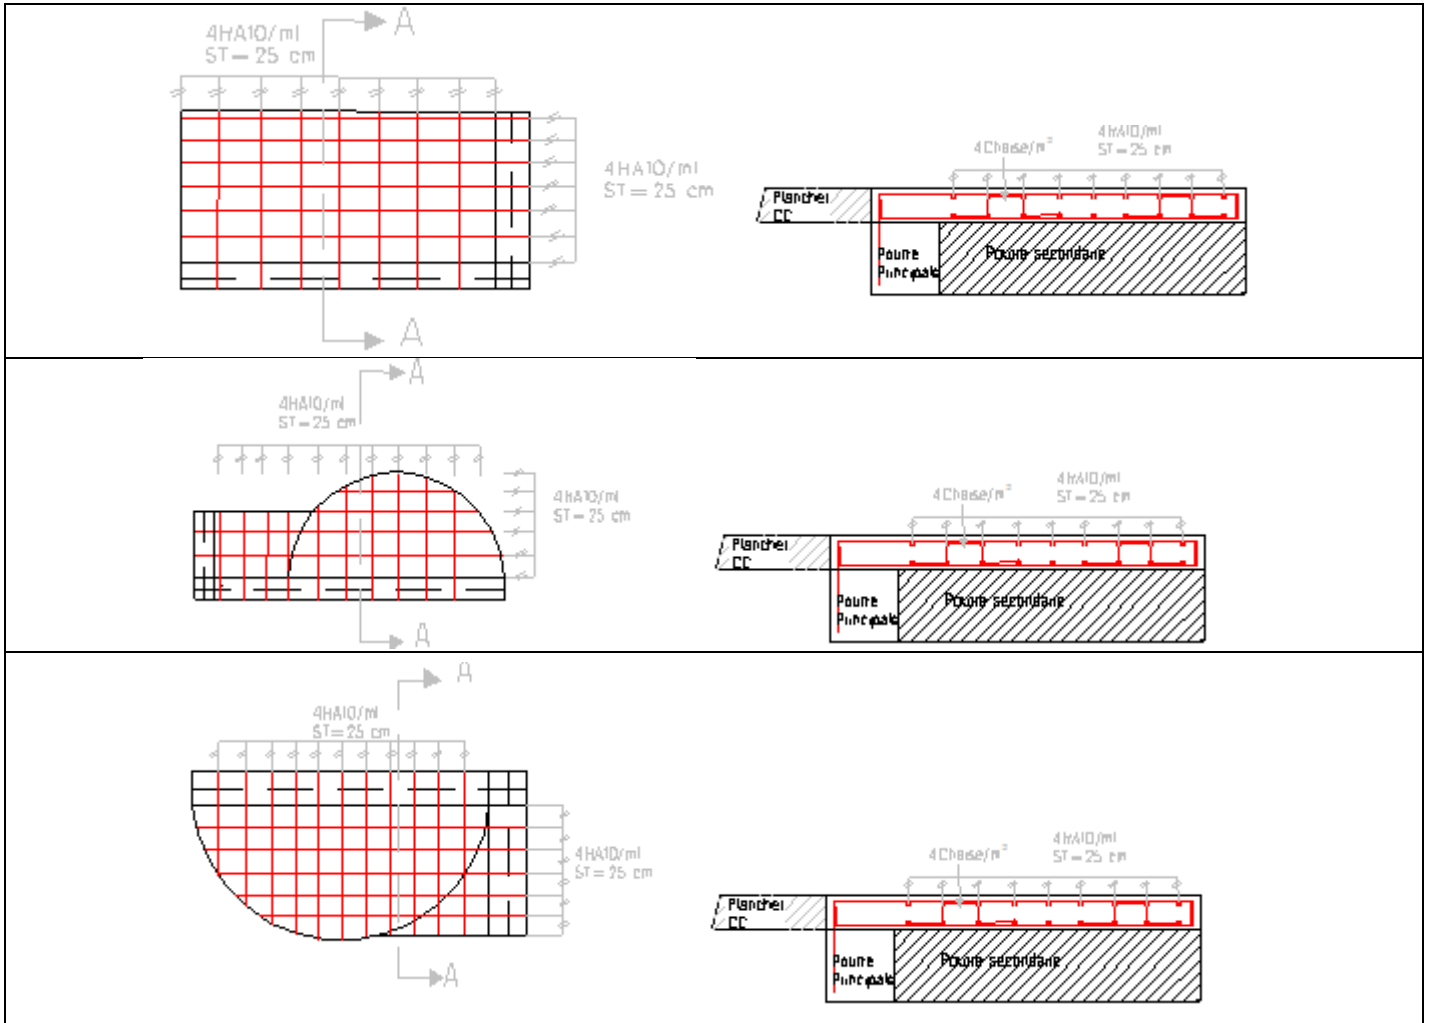 A
4HA10/ml
ST= 25 cm
4HA10/ml
ST= 25 cm
A
4Chaise/m²
4HA10/ml
ST= 25 cm
Plancher
CC
Poutre
Principale
Poutre secondaire
A
4HA10/ml
ST= 25 cm
4HA10/ml
ST= 25 cm
A
4Chaise/m²
4HA10/ml
ST= 25 cm
Plancher
CC
Poutre
Principale
Poutre secondaire
A
4HA10/ml
ST= 25 cm
4HA10/ml
ST= 25 cm
A
4Chaise/m²
4HA10/ml
ST= 25 cm
Plancher
CC
Poutre
Principale
Poutre secondaire